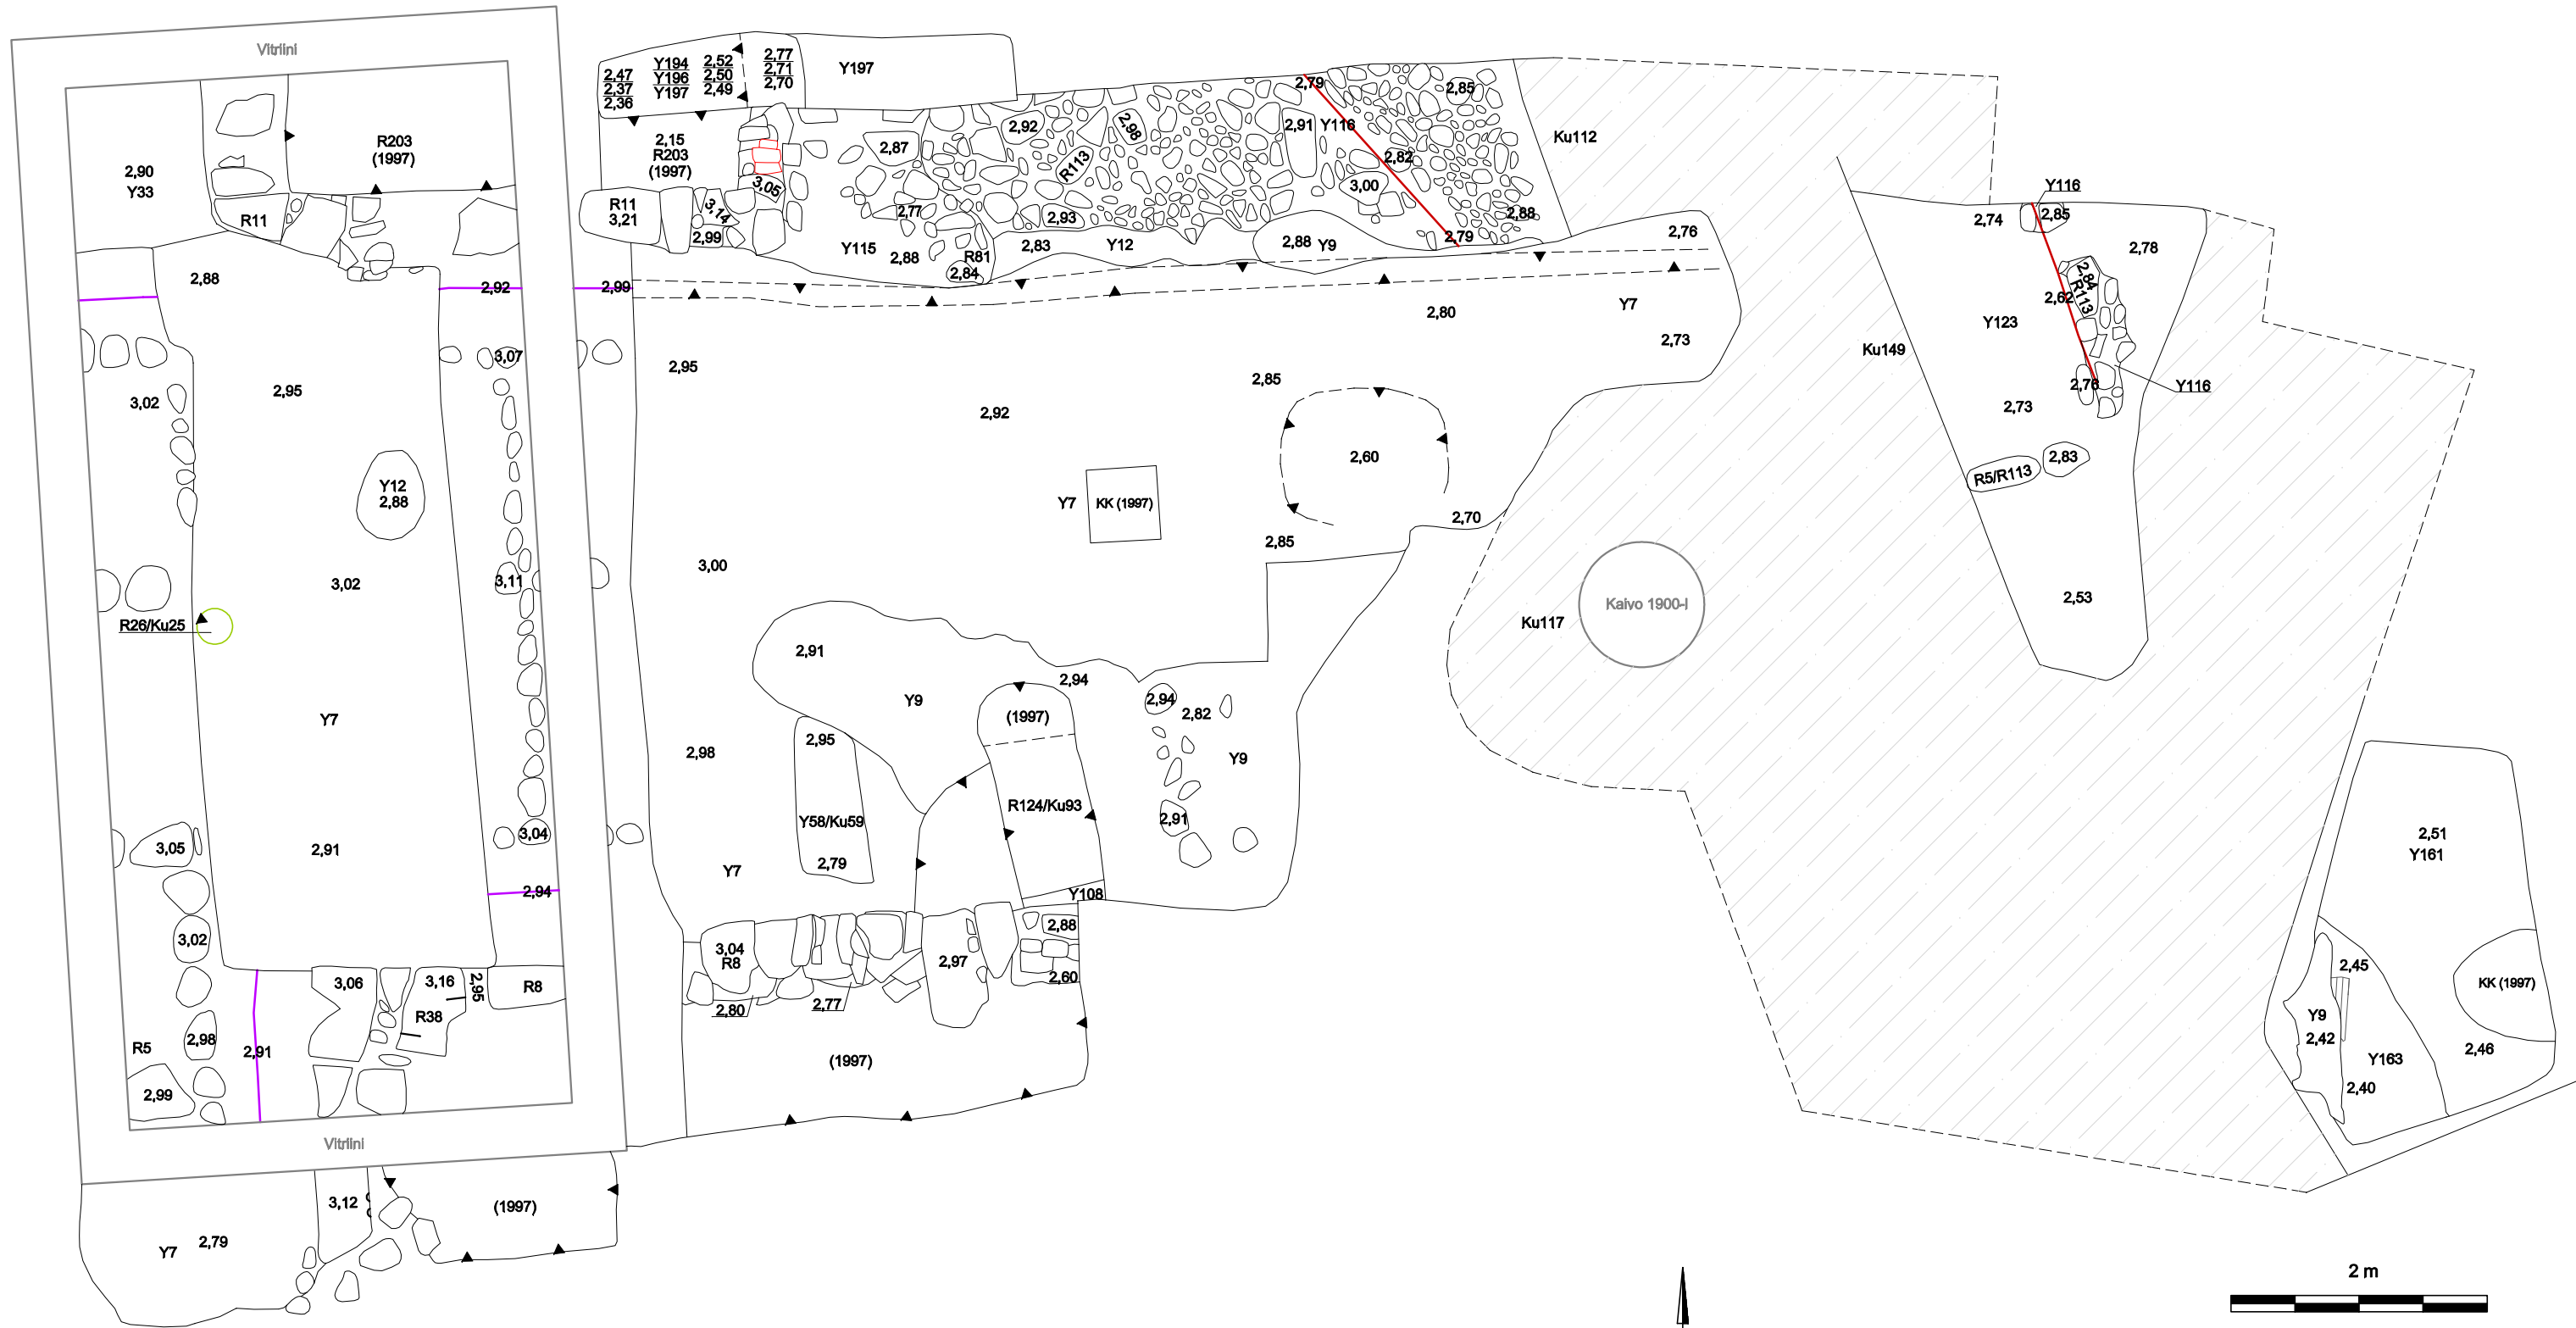 Vitriini
2,90
Y33
R11
R203
(1997)
2,88
2,92
3,07
3,02
2,95
Y12
2,88
3,11
3,02
R26/Ku25
Y7
2,91
3,05
3,04
2,94
3,02
3,06
3,16
2,95
R8
R38
R5
2,98
2,91
2,99
Vitriini
3,12
Y7
2,79
(1997)
2,47
2,37
2,36
Y194
Y196
Y197
2,52
2,50
2,49
2,77
2,71
2,70
Y197
2,15
R203
(1997)
3,05
R11
3,21
3,14
2,99
2,87
2,92
2,98
R113
2,77
2,93
Y115
2,88
R81
2,84
2,83
Y12
2,79
2,91
Y116
2,85
2,82
3,00
2,88
2,79
2,88
Y9
2,76
Ku112
2,99
2,80
Y7
2,73
2,95
2,85
2,92
2,60
Y7
KK (1997)
2,70
2,85
3,00
2,91
2,94
Y9
(1997)
2,94
2,82
2,98
2,95
Y9
R124/Ku93
Y58/Ku59
2,91
2,79
Y7
Y108
3,04
R8
2,88
2,97
2,60
2,80
2,77
(1997)
Ku117
Kaivo 1900-I
Ku149
Y116
2,74
2,85
2,78
2,84
R113
2,62
Y123
2,76
Y116
2,73
2,83
R5/R113
2,53
2,51
Y161
2,45
KK (1997)
Y9
2,42
2,46
Y163
2,40
2 m